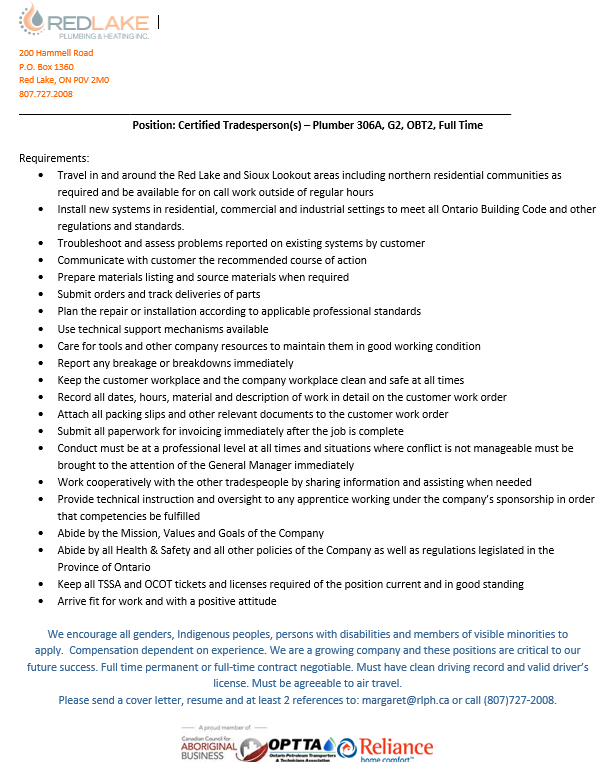 REDLAKE
PLUMBING & HEATING INC.
200 Hammell Road
P.O. Box 1360
Red Lake, ON P0V 2M0
807.727.2008
Position: Certified Tradesperson(s) – Plumber 306A, G2, OBT2, Full Time
Requirements:
• Travel in and around the Red Lake and Sioux Lookout areas including northern residential communities as
required and be available for on call work outside of regular hours
• Install new systems in residential, commercial and industrial settings to meet all Ontario Building Code and other
regulations and standards.
• Troubleshoot and assess problems reported on existing systems by customer
• Communicate with customer the recommended course of action
• Prepare materials listing and source materials when required
• Submit orders and track deliveries of parts
• Plan the repair or installation according to applicable professional standards
• Use technical support mechanisms available
• Care for tools and other company resources to maintain them in good working condition
• Report any breakage or breakdowns immediately
• Keep the customer workplace and the company workplace clean and safe at all times
• Record all dates, hours, material and description of work in detail on the customer work order
• Attach all packing slips and other relevant documents to the customer work order
• Submit all paperwork for invoicing immediately after the job is complete
• Conduct must be at a professional level at all times and situations where conflict is not manageable must be
brought to the attention of the General Manager immediately
• Work cooperatively with the other tradespeople by sharing information and assisting when needed
• Provide technical instruction and oversight to any apprentice working under the company's sponsorship in order
that competencies be fulfilled
• Abide by the Mission, Values and Goals of the Company
• Abide by all Health & Safety and all other policies of the Company as well as regulations legislated in the
Province of Ontario
• Keep all TSSA and OCOT tickets and licenses required of the position current and in good standing
• Arrive fit for work and with a positive attitude
We encourage all genders, Indigenous peoples, persons with disabilities and members of visible minorities to
apply. Compensation dependent on experience. We are a growing company and these positions are critical to our
future success. Full time permanent or full-time contract negotiable. Must have clean driving record and valid driver's
license. Must be agreeable to air travel.
Please send a cover letter, resume and at least 2 references to: margaret@rlph.ca or call (807)727-2008.
A proud member of
Canadian Council for
ABORIGINAL
BUSINESS
OPTTA
Ontario Petroleum Transporters
& Technicians Association
Reliance
home comfort™